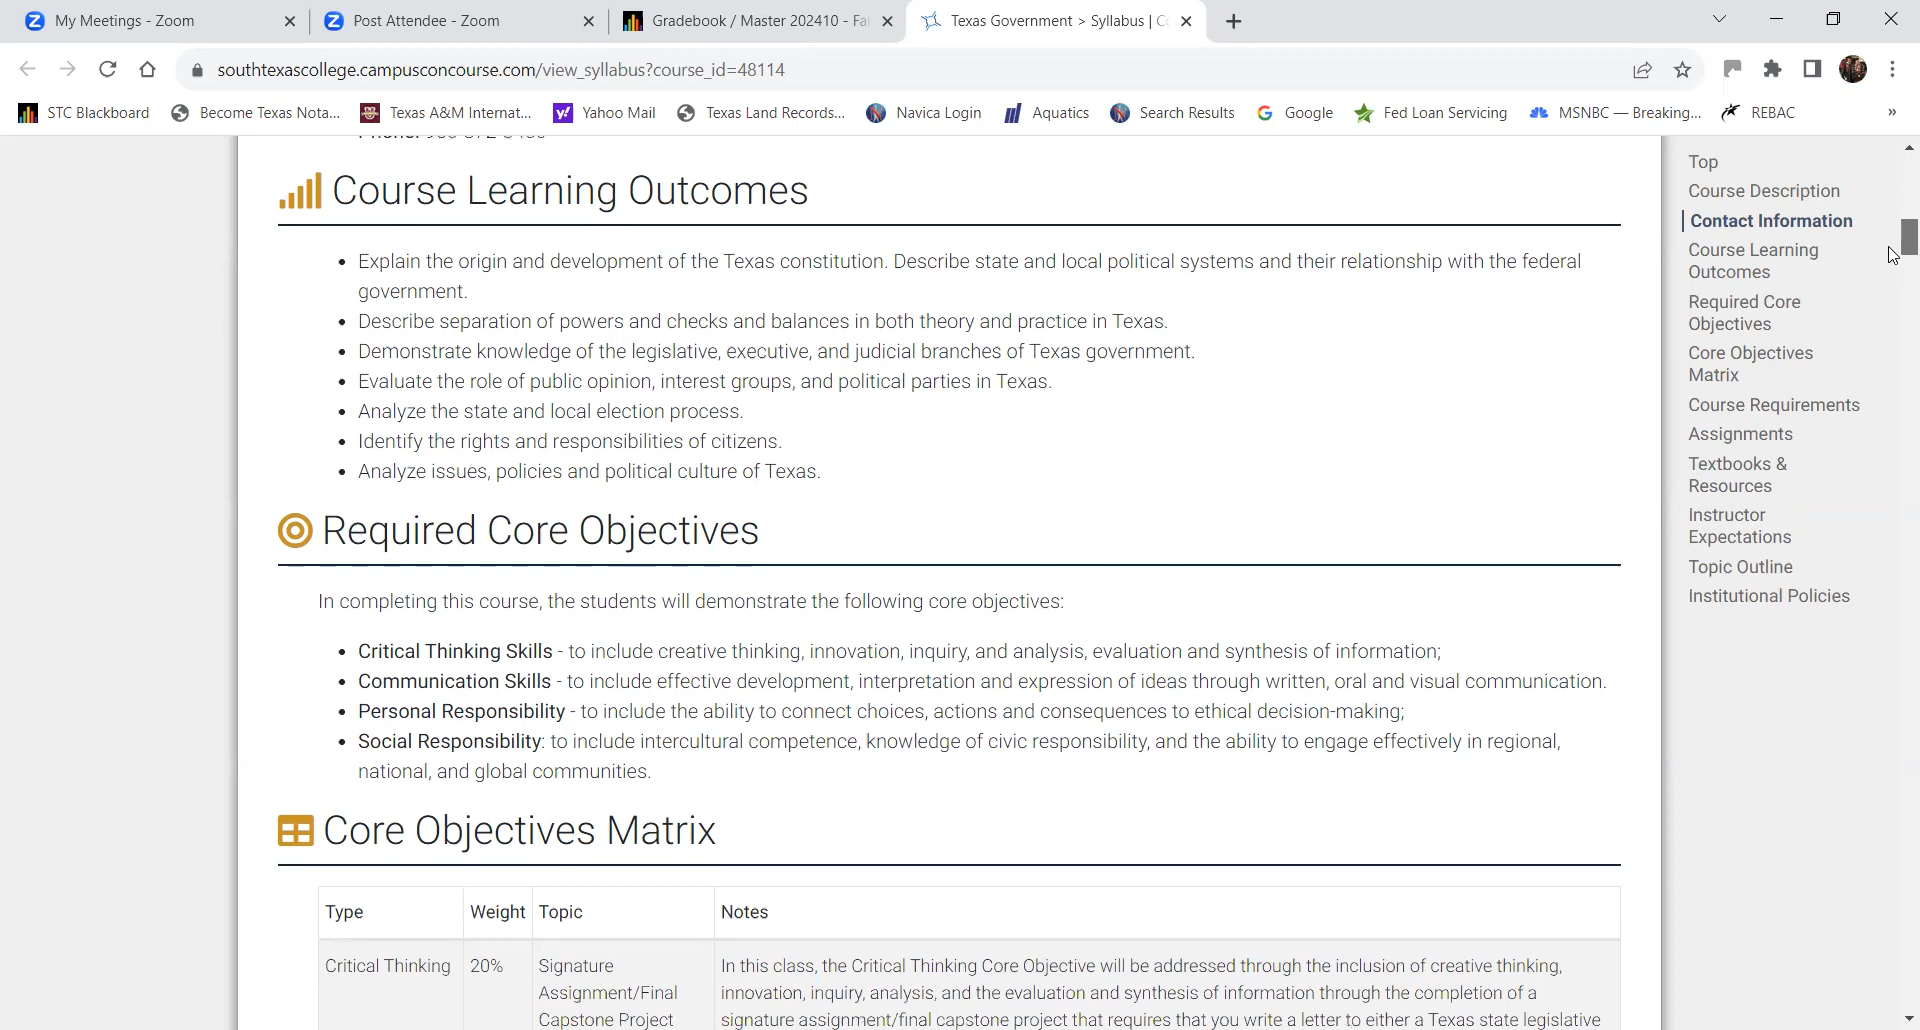 My Meetings - Zoom
Post Attendee - Zoom
Gradebook / Master 202410 - Fal
Texas Government > Syllabus | Co
southtexascollege.campusconcourse.com/view_syllabus?course_id=48114
STC Blackboard
Become Texas Nota...
Texas A&M Internat...
Yahoo Mail
Texas Land Records...
Navica Login
Aquatics
Search Results
Google
Fed Loan Servicing
MSNBC — Breaking...
REBAC
»
Course Learning Outcomes
• Explain the origin and development of the Texas constitution. Describe state and local political systems and their relationship with the federal
government.
• Describe separation of powers and checks and balances in both theory and practice in Texas.
• Demonstrate knowledge of the legislative, executive, and judicial branches of Texas government.
• Evaluate the role of public opinion, interest groups, and political parties in Texas.
• Analyze the state and local election process.
• Identify the rights and responsibilities of citizens.
• Analyze issues, policies and political culture of Texas.
Required Core Objectives
In completing this course, the students will demonstrate the following core objectives:
• Critical Thinking Skills - to include creative thinking, innovation, inquiry, and analysis, evaluation and synthesis of information;
• Communication Skills - to include effective development, interpretation and expression of ideas through written, oral and visual communication.
• Personal Responsibility - to include the ability to connect choices, actions and consequences to ethical decision-making;
• Social Responsibility: to include intercultural competence, knowledge of civic responsibility, and the ability to engage effectively in regional,
national, and global communities.
Core Objectives Matrix
Type Weight Topic Notes
Critical Thinking 20% Signature In this class, the Critical Thinking Core Objective will be addressed through the inclusion of creative thinking,
Assignment/Final innovation, inquiry, analysis, and the evaluation and synthesis of information through the completion of a
Capstone Project signature assignment/final capstone project that requires that you write a letter to either a Texas state legislative
Top
Course Description
Contact Information
Course Learning
Outcomes
Required Core
Objectives
Core Objectives
Matrix
Course Requirements
Assignments
Textbooks &
Resources
Instructor
Expectations
Topic Outline
Institutional Policies